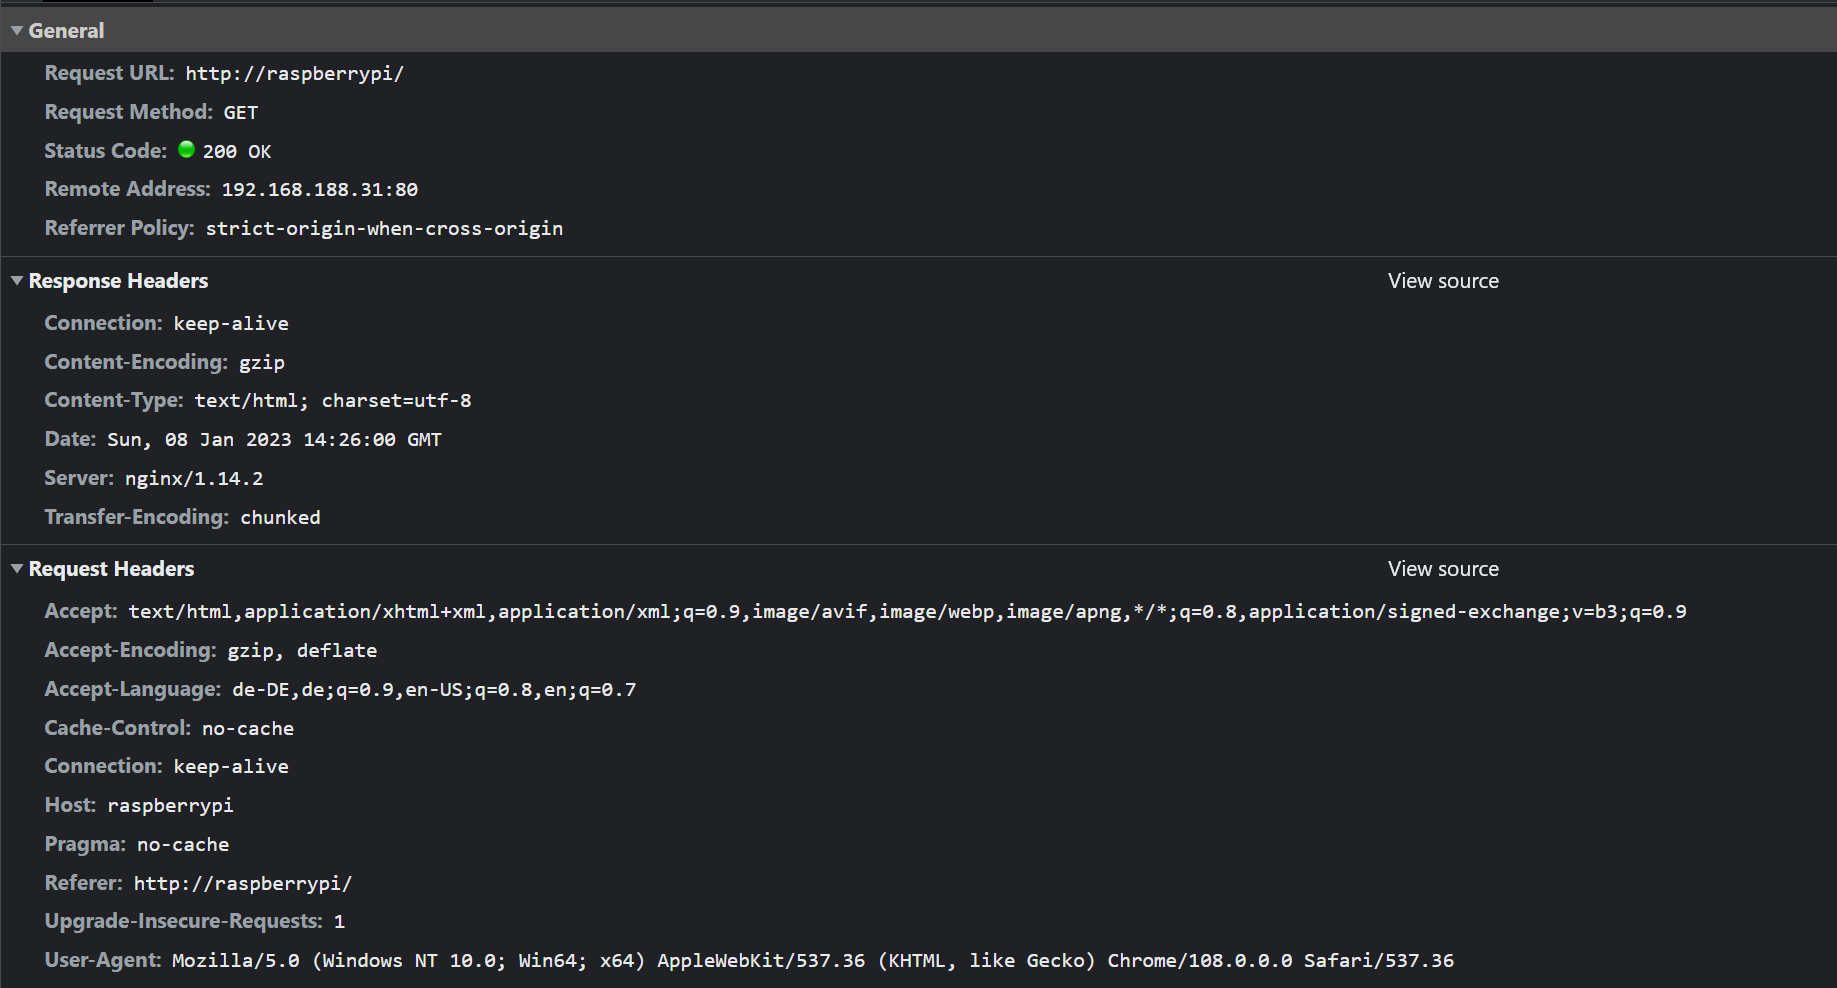 General
Request URL: http://raspberrypi/
Request Method: GET
Status Code: 200 OK
Remote Address: 192.168.188.31:80
Referrer Policy: strict-origin-when-cross-origin
Response Headers View source
Connection: keep-alive
Content-Encoding: gzip
Content-Type: text/html; charset=utf-8
Date: Sun, 08 Jan 2023 14:26:00 GMT
Server: nginx/1.14.2
Transfer-Encoding: chunked
Request Headers View source
Accept: text/html,application/xhtml+xml,application/xml;q=0.9,image/avif,image/webp,image/apng,*/*;q=0.8,application/signed-exchange;v=b3;q=0.9
Accept-Encoding: gzip, deflate
Accept-Language: de-DE,de;q=0.9,en-US;q=0.8,en;q=0.7
Cache-Control: no-cache
Connection: keep-alive
Host: raspberrypi
Pragma: no-cache
Referer: http://raspberrypi/
Upgrade-Insecure-Requests: 1
User-Agent: Mozilla/5.0 (Windows NT 10.0; Win64; x64) AppleWebKit/537.36 (KHTML, like Gecko) Chrome/108.0.0.0 Safari/537.36